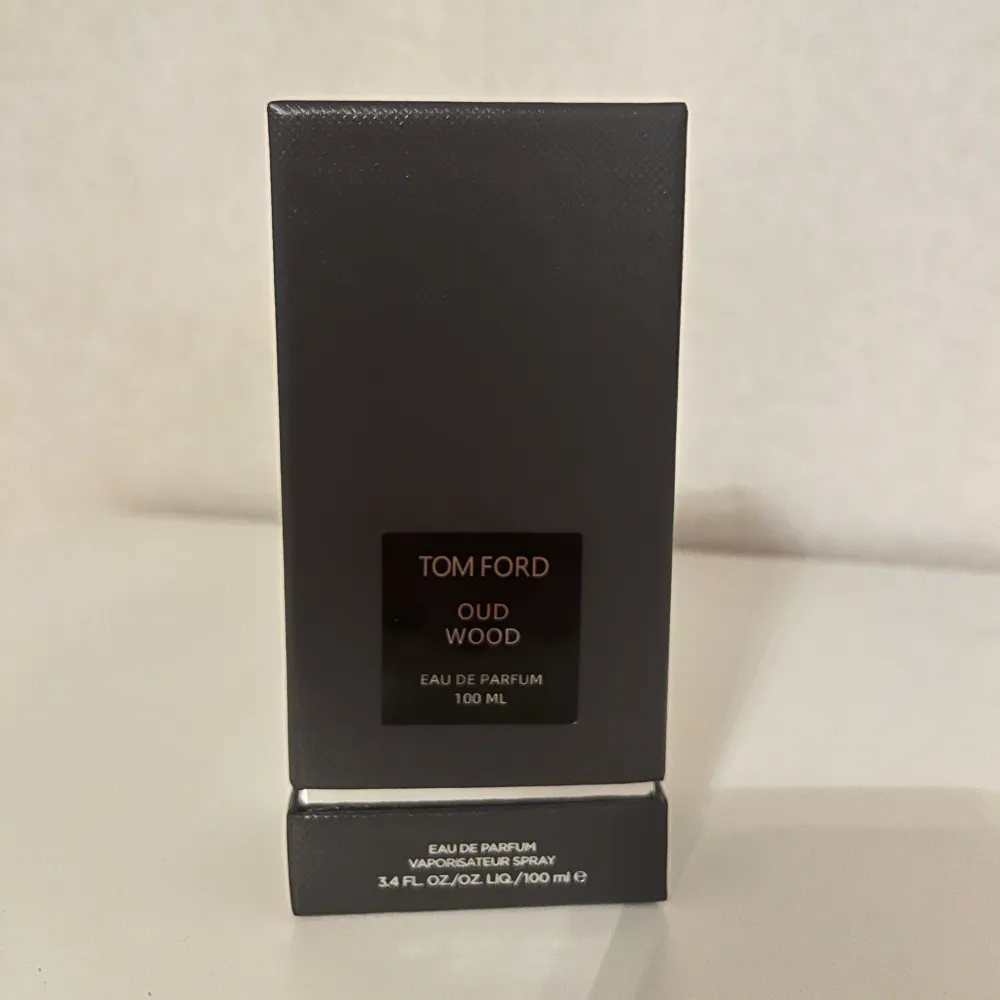 TOM FORD
OUD
WOOD
EAU DE PARFUM
100 ML
EAU DE PARFUM
VAPORISATEUR SPRAY
3.4 FL. OZ./OZ. LIQ./100 ml ℮